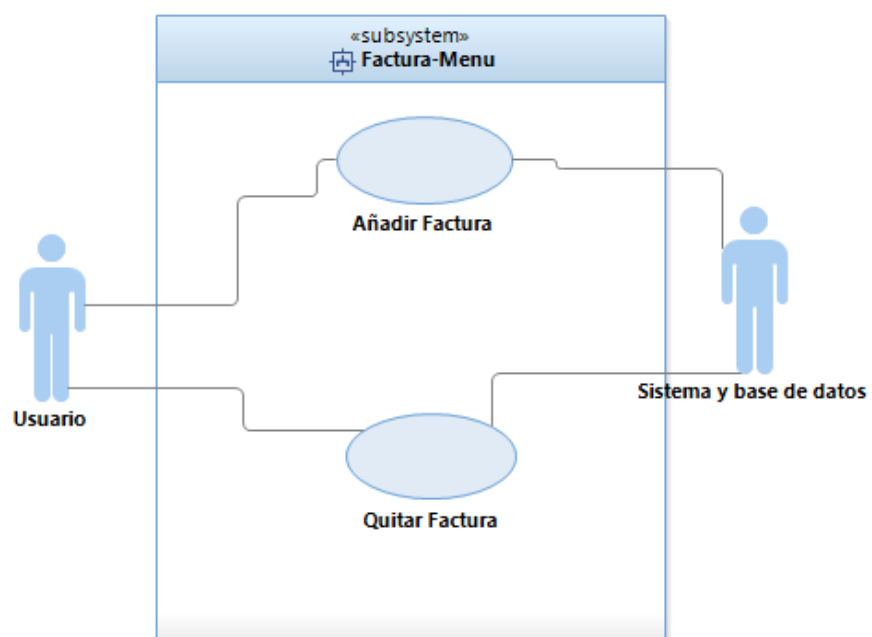 «subsystem»
Factura-Menu
Añadir Factura
Usuario
Sistema y base de datos
Quitar Factura